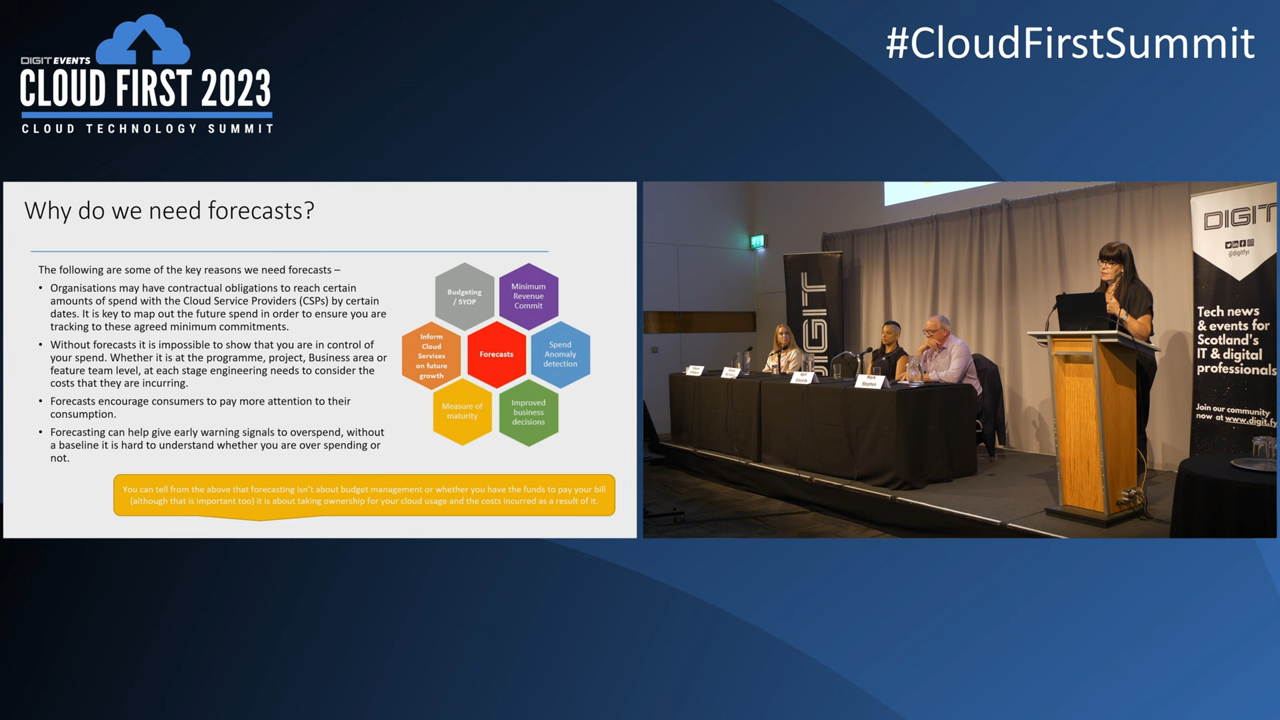 #CloudFirstSummit
DIGIT EVENTS
CLOUD FIRST 2023
CLOUD TECHNOLOGY SUMMIT
Why do we need forecasts?
The following are some of the key reasons we need forecasts –
• Organisations may have contractual obligations to reach certain
amounts of spend with the Cloud Service Providers (CSPs) by certain
dates. It is key to map out the future spend in order to ensure you are
tracking to these agreed minimum commitments.
• Without forecasts it is impossible to show that you are in control of
your spend. Whether it is at the programme, project, Business area or
feature team level, at each stage engineering needs to consider the
costs that they are incurring.
• Forecasts encourage consumers to pay more attention to their
consumption.
• Forecasting can help give early warning signals to overspend, without
a baseline it is hard to understand whether you are over spending or
not.
Budgeting
/ 5YOP
Minimum
Revenue
Commit
Inform
Cloud
Services
on future
growth
Forecasts
Spend
Anomaly
detection
Measure of
maturity
Improved
business
decisions
You can tell from the above that forecasting isn't about budget management or whether you have the funds to pay your bill
(although that is important too) it is about taking ownership for your cloud usage and the costs incurred as a result of it.
DIGIT
Mark
DIGIT
@digitfyi
Tech news
& events for
Scotland's
IT & digital
professionals
Join our community
now at www.digit.fy